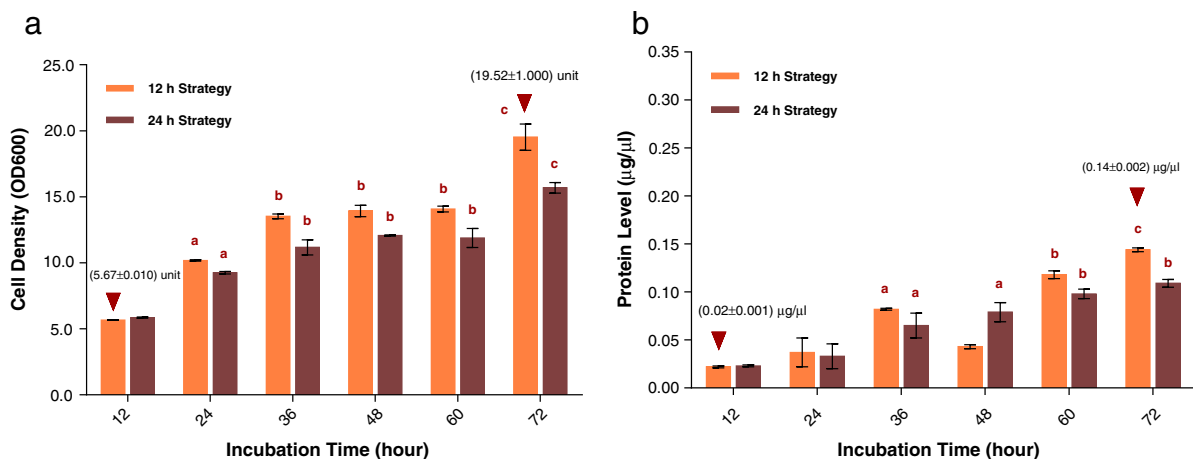 a
Cell Density (OD600)
25.0
20.0
15.0
10.0
5.0
0.0
12 h Strategy
24 h Strategy
(5.67±0.010) unit
(19.52±1.000) unit
a
a
b
b
b
b
b
b
c
c
12
24
36
48
60
72
Incubation Time (hour)
b
Protein Level (µg/µl)
0.35
0.30
0.25
0.20
0.15
0.10
0.05
0.00
12 h Strategy
24 h Strategy
(0.02±0.001) µg/µl
(0.14±0.002) µg/µl
a
a
a
b
b
c
b
12
24
36
48
60
72
Incubation Time (hour)